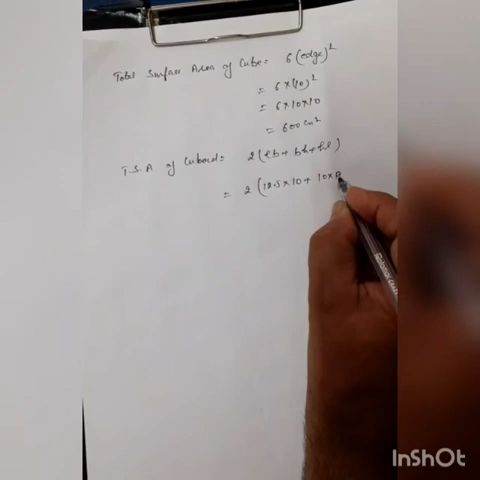 Total Surface Area of Cube = 6 (edge)²
= 6 × (10)²
= 6×10×10
= 600 cm²
T.S.A of Cuboid = 2 (lb + bh + hl)
= 2 (12.5 × 10 + 10×
InShOt